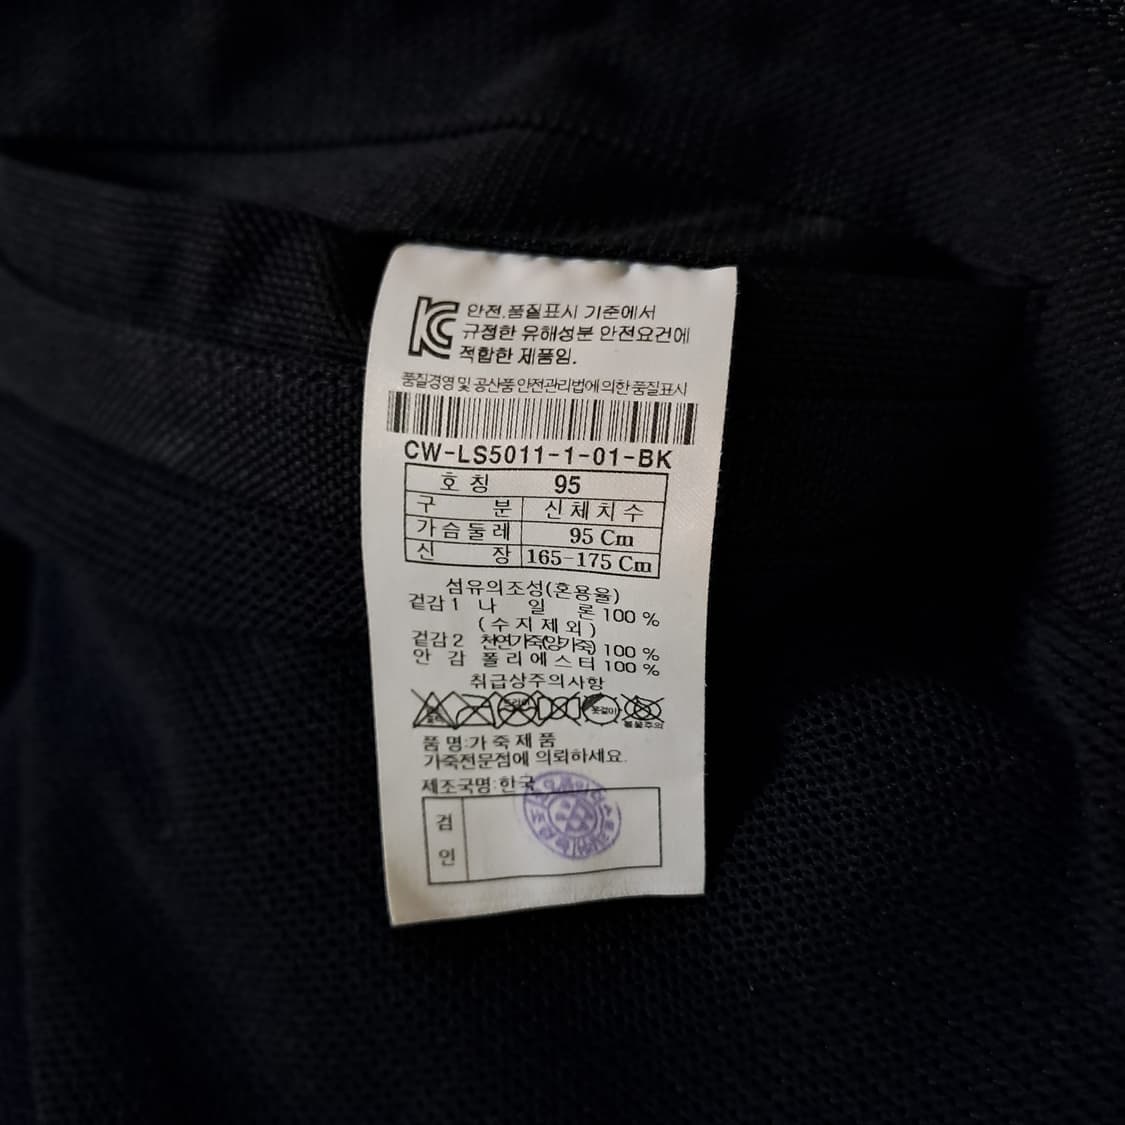 KC 안전,품질표시 기준에서
규정한 유해성분 안전요건에
적합한 제품임.
품질경영 및 공산품 안전관리법에 의한 품질표시
CW-LS5011-1-01-BK
호칭 95
구 분 신체치수
가슴둘레 95 Cm
신 장 165-175 Cm
섬유의조성(혼용율)
겉감1 나 일 론 100 %
(수지제외)
겉감2 천연가죽(양가죽) 100 %
안 감 폴리에스터 100 %
취급상주의사항
옷걸이
품 명:가죽제품
가죽전문점에 의뢰하세요.
제조국명:한국
검
인